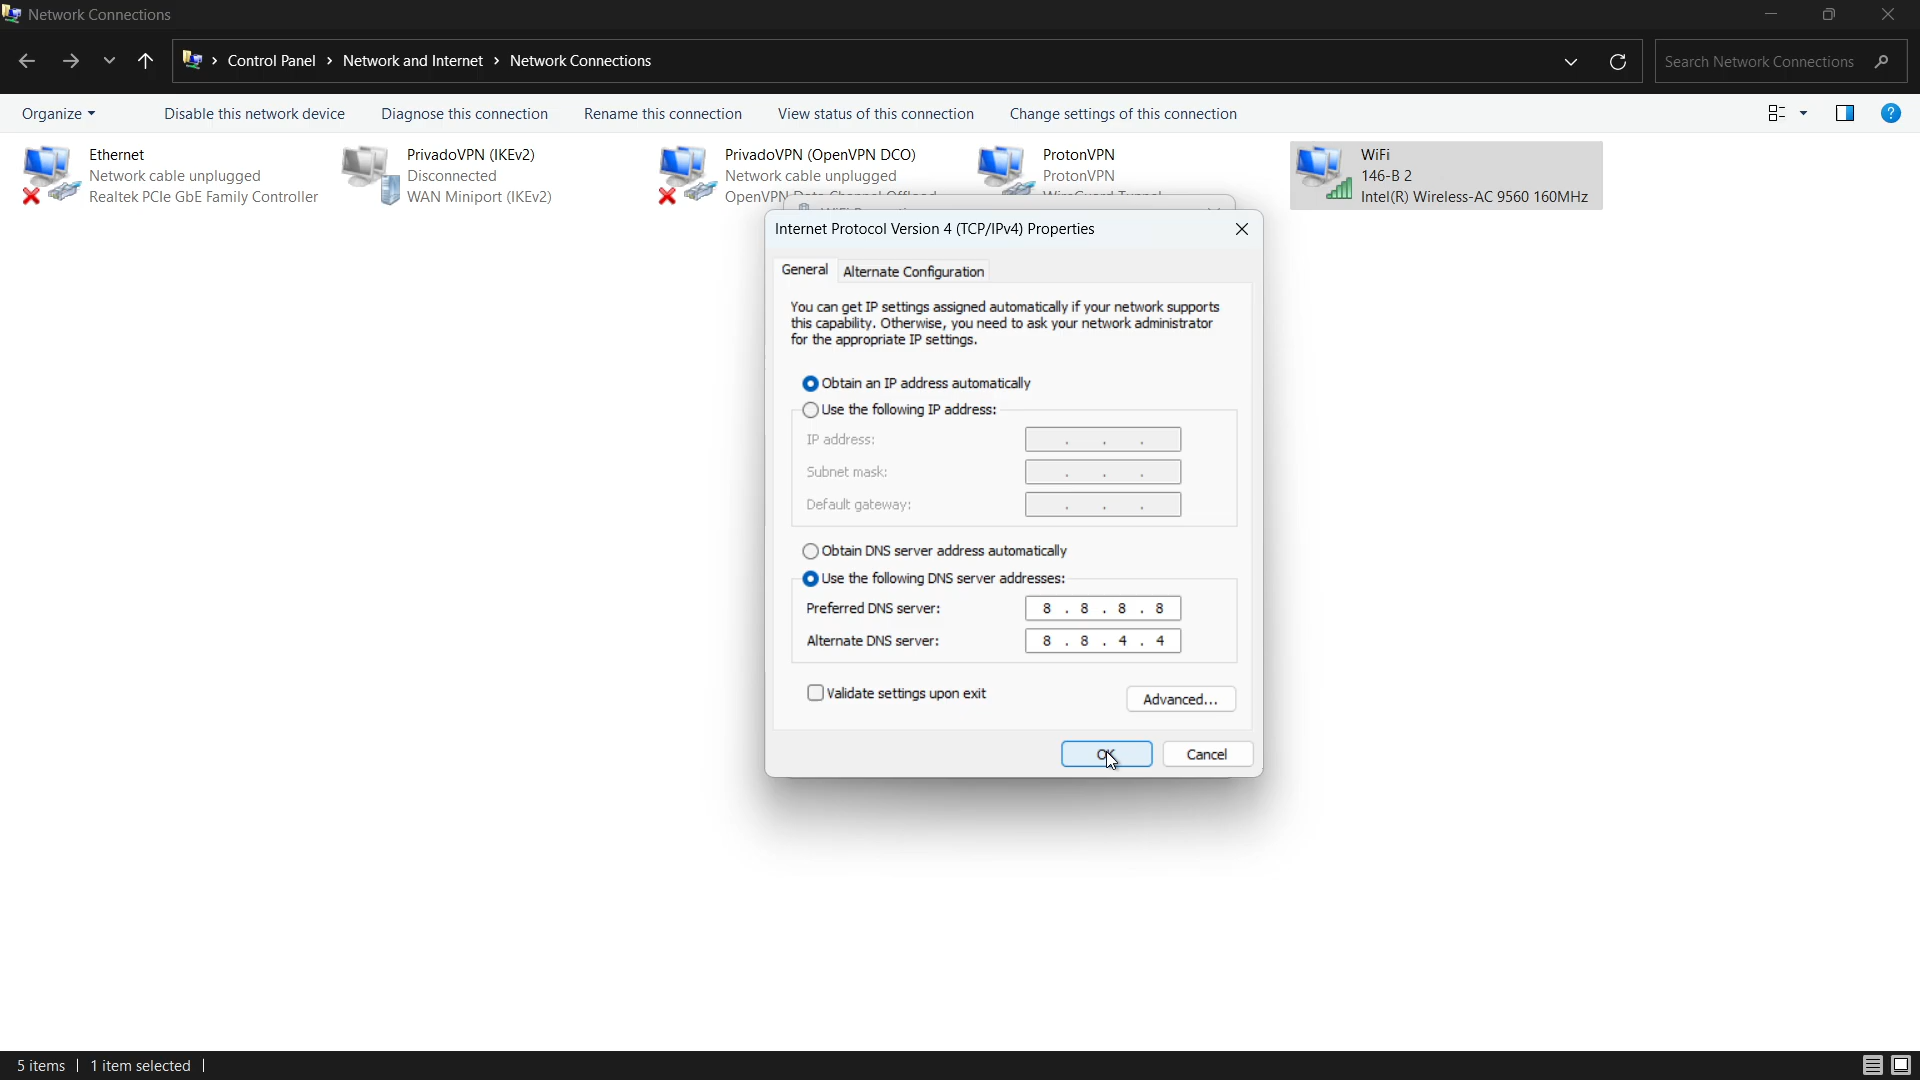 Network Connections
Control Panel > Network and Internet > Network Connections
Search Network Connections
Organize
Disable this network device
Diagnose this connection
Rename this connection
View status of this connection
Change settings of this connection
Ethernet
Network cable unplugged
Realtek PCIe GbE Family Controller
PrivadoVPN (IKEv2)
Disconnected
WAN Miniport (IKEv2)
PrivadoVPN (OpenVPN DCO)
Network cable unplugged
OpenVPN Data Channel Offload
ProtonVPN
ProtonVPN
WireGuard Tunnel
WiFi
146-B 2
Intel(R) Wireless-AC 9560 160MHz
Internet Protocol Version 4 (TCP/IPv4) Properties
General
Alternate Configuration
You can get IP settings assigned automatically if your network supports
this capability. Otherwise, you need to ask your network administrator
for the appropriate IP settings.
Obtain an IP address automatically
Use the following IP address:
IP address:
. . .
Subnet mask:
. . .
Default gateway:
. . .
Obtain DNS server address automatically
Use the following DNS server addresses:
Preferred DNS server:
8 . 8 . 8 . 8
Alternate DNS server:
8 . 8 . 4 . 4
Validate settings upon exit
Advanced...
OK
Cancel
5 items
1 item selected